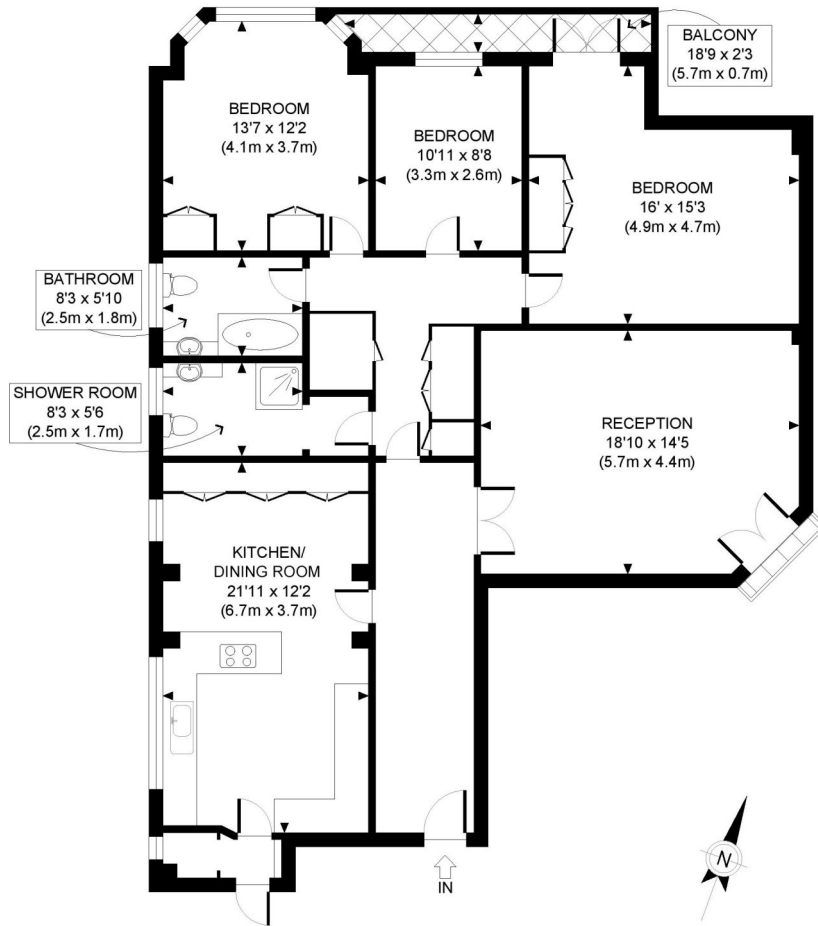 BALCONY
18'9 x 2'3
(5.7m x 0.7m)
BEDROOM
13'7 x 12'2
(4.1m x 3.7m)
BEDROOM
10'11 x 8'8
(3.3m x 2.6m)
BEDROOM
16' x 15'3
(4.9m x 4.7m)
BATHROOM
8'3 x 5'10
(2.5m x 1.8m)
SHOWER ROOM
8'3 x 5'6
(2.5m x 1.7m)
RECEPTION
18'10 x 14'5
(5.7m x 4.4m)
KITCHEN/
DINING ROOM
21'11 x 12'2
(6.7m x 3.7m)
IN
N